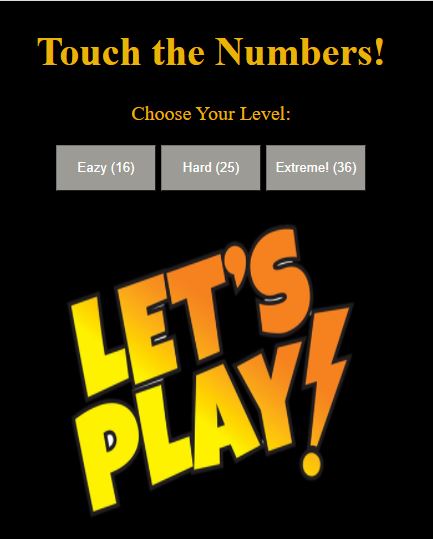 Touch the Numbers!
Choose Your Level:
Eazy (16) Hard (25) Extreme! (36)
LET'S
PLAY!